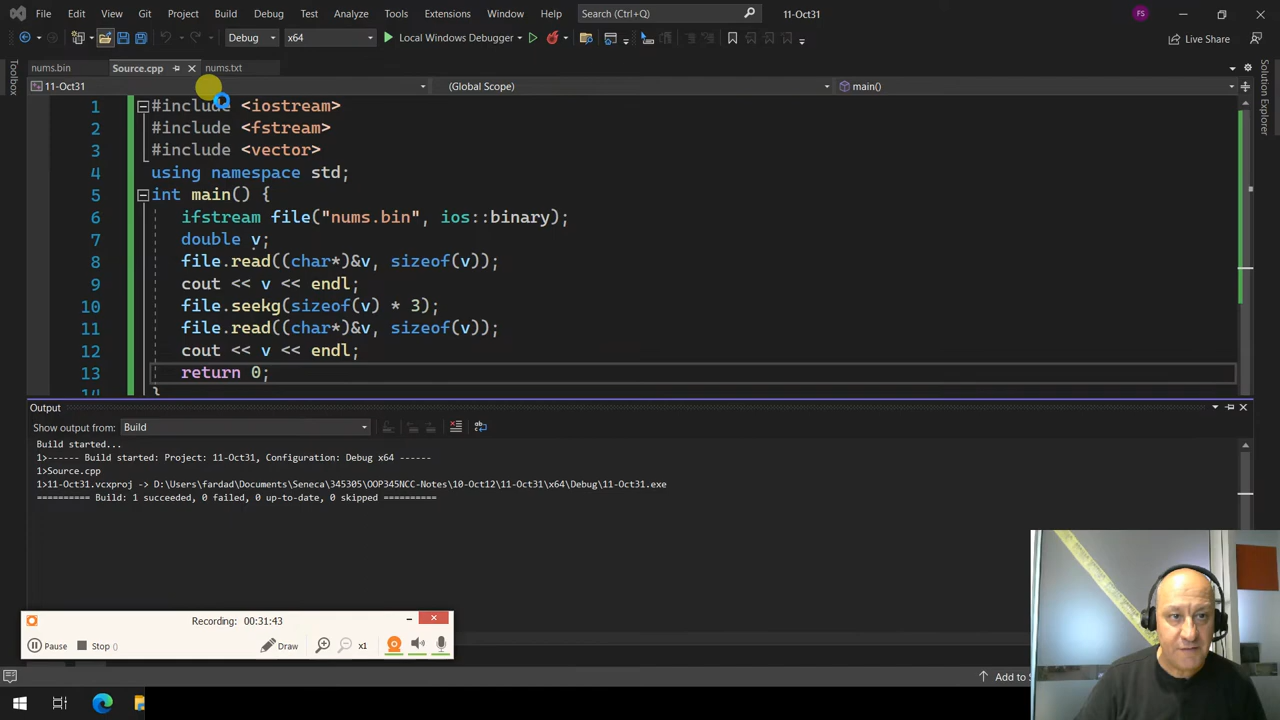 File Edit View Git Project Build Debug Test Analyze Tools Extensions Window Help Search (Ctrl+Q) 11-Oct31 FS
Debug x64 Local Windows Debugger Live Share
Toolbox
nums.bin Source.cpp nums.txt
Solution Explorer
11-Oct31 (Global Scope) main()
1 #include <iostream>
2 #include <fstream>
3 #include <vector>
4 using namespace std;
5 int main() {
6 ifstream file("nums.bin", ios::binary);
7 double v;
8 file.read((char*)&v, sizeof(v));
9 cout << v << endl;
10 file.seekg(sizeof(v) * 3);
11 file.read((char*)&v, sizeof(v));
12 cout << v << endl;
13 return 0;
14 }
Output
Show output from: Build
Build started...
1>------ Build started: Project: 11-Oct31, Configuration: Debug x64 ------
1>Source.cpp
1>11-Oct31.vcxproj -> D:\Users\fardad\Documents\Seneca\345305\OOP345NCC-Notes\10-Oct12\11-Oct31\x64\Debug\11-Oct31.exe
========== Build: 1 succeeded, 0 failed, 0 up-to-date, 0 skipped ==========
Recording: 00:31:43
Pause Stop () Draw x1
Add to S